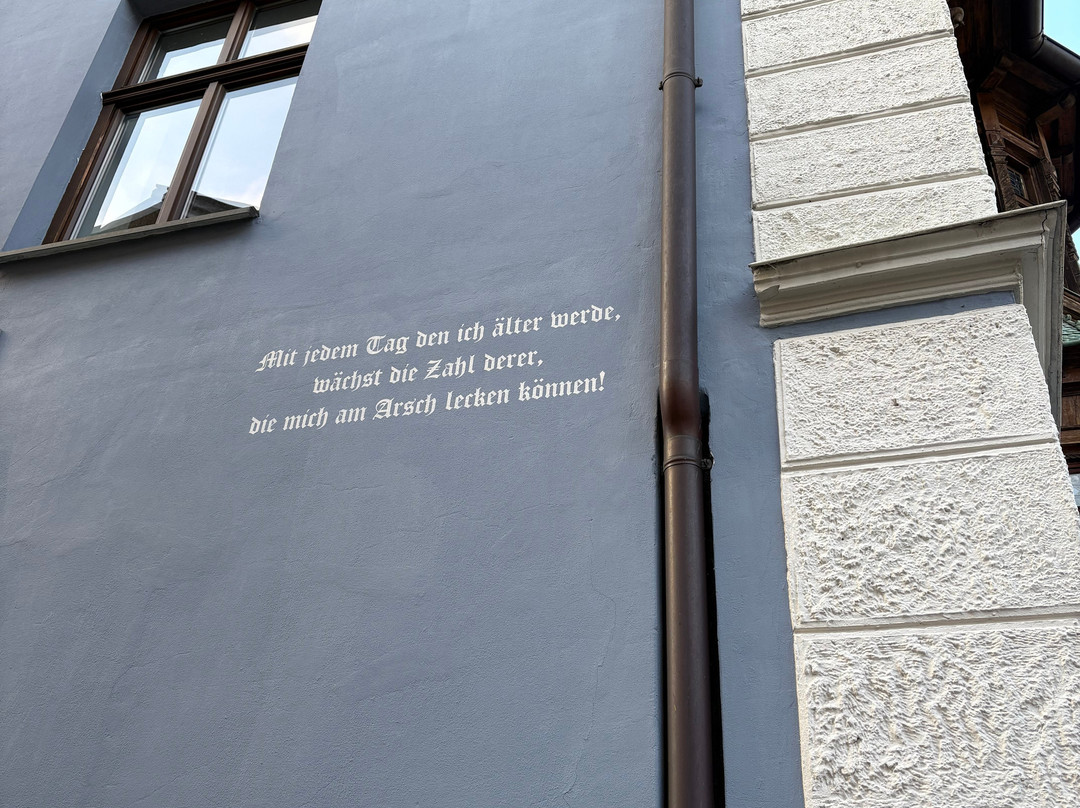 Mit jedem Tag den ich älter werde,
wächst die Zahl derer,
die mich am Arsch lecken können!